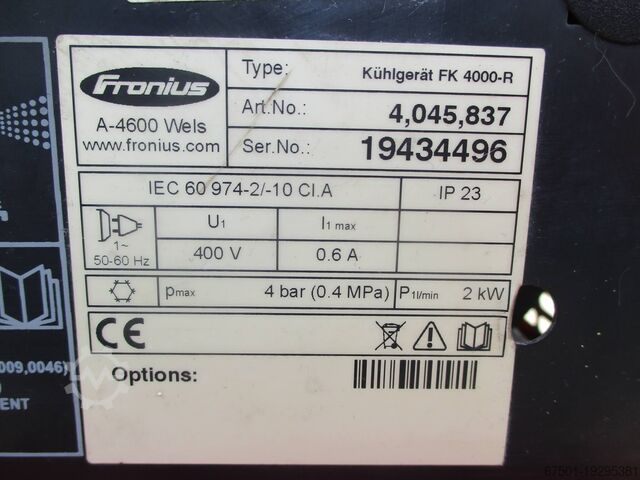 Fronius
A-4600 Wels
www.fronius.com
Type: Kühlgerät FK 4000-R
Art.No.: 4,045,837
Ser.No.: 19434496
IEC 60 974-2/-10 Cl.A IP 23
1~
50-60 Hz
U1 I1 max
400 V 0.6 A
pmax 4 bar (0.4 MPa) P1l/min 2 kW
CE
Options:
009,0046)
)
ENT
67501-19295381